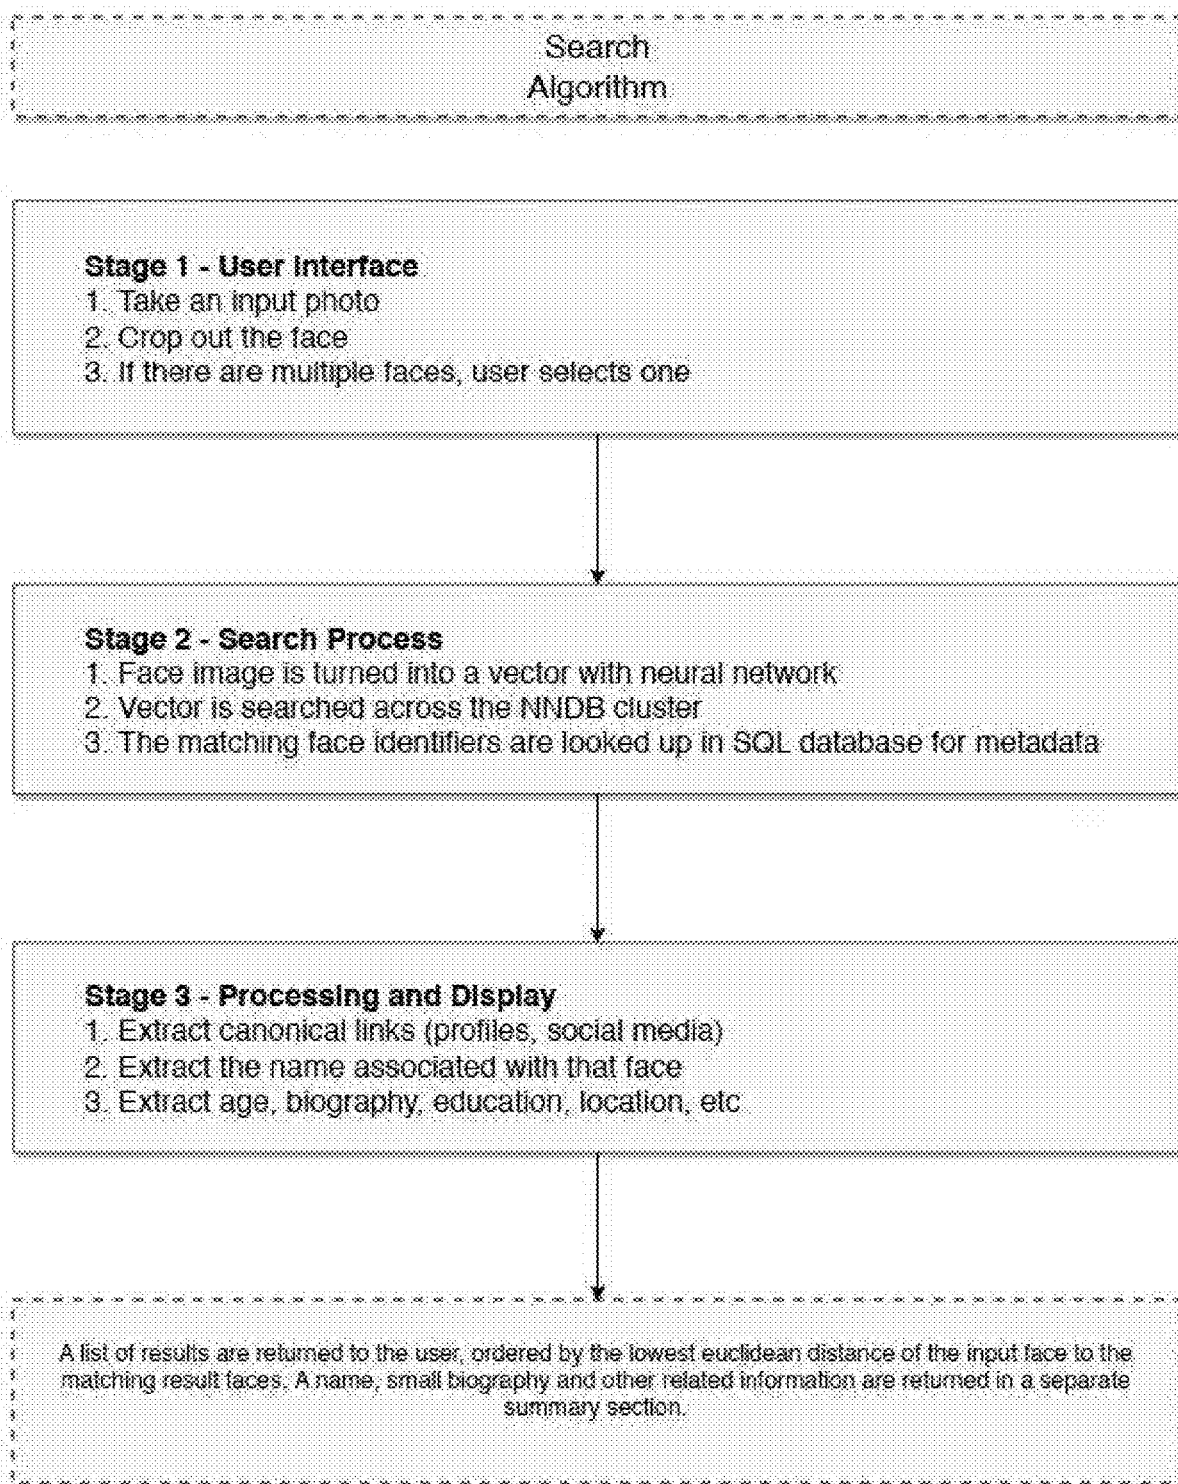 Search
Algorithm
Stage 1 - User Interface
1. Take an input photo
2. Crop out the face
3. If there are multiple faces, user selects one
Stage 2 - Search Process
1. Face image is turned into a vector with neural network
2. Vector is searched across the NNDB cluster
3. The matching face identifiers are looked up in SQL database for metadata
Stage 3 - Processing and Display
1. Extract canonical links (profiles, social media)
2. Extract the name associated with that face
3. Extract age, biography, education, location, etc
A list of results are returned to the user, ordered by the lowest euclidean distance of the input face to the
matching result faces. A name, small biography and other related information are returned in a separate
summary section.